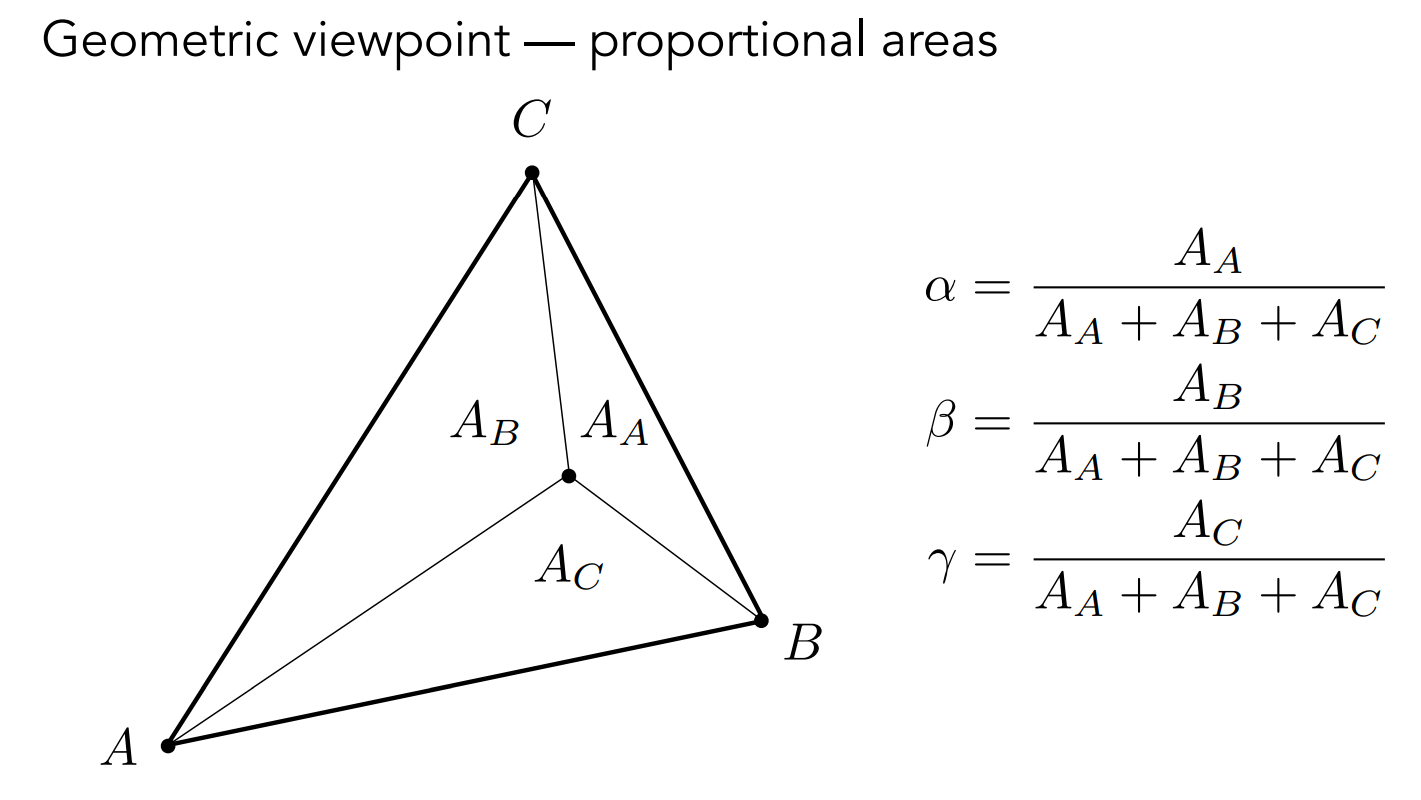 Geometric viewpoint — proportional areas
C
A_B A_A
A_C
B
A
α = A_A / (A_A + A_B + A_C)
β = A_B / (A_A + A_B + A_C)
γ = A_C / (A_A + A_B + A_C)